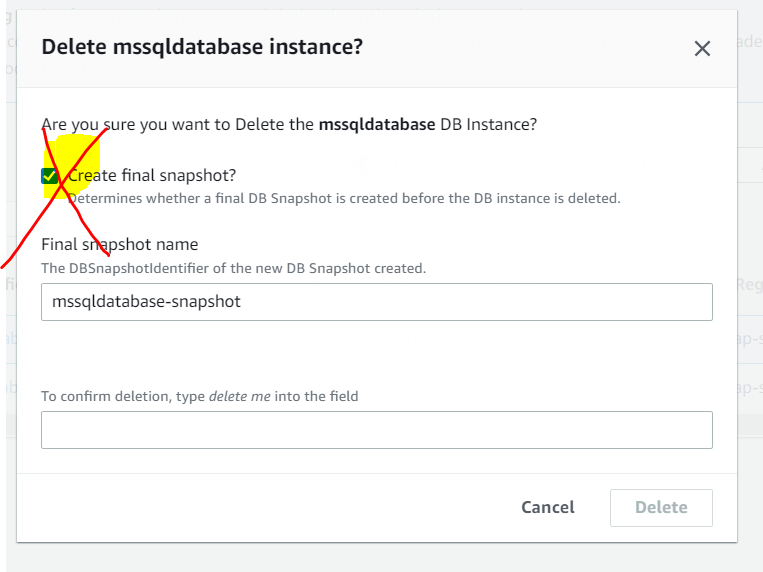 Delete mssqldatabase instance?
Are you sure you want to Delete the mssqldatabase DB Instance?
Create final snapshot?
Determines whether a final DB Snapshot is created before the DB instance is deleted.
Final snapshot name
The DBSnapshotIdentifier of the new DB Snapshot created.
mssqldatabase-snapshot
To confirm deletion, type delete me into the field
Cancel
Delete